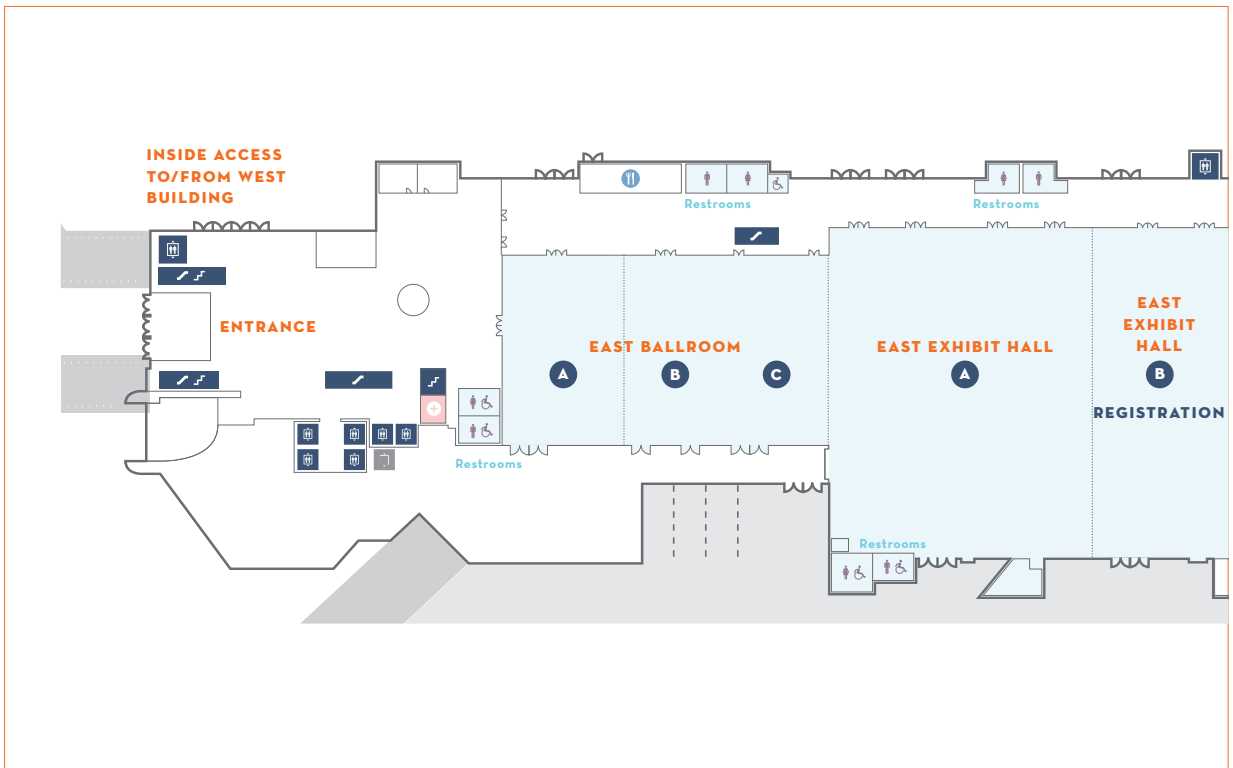 INSIDE ACCESS
TO/FROM WEST
BUILDING
Restrooms
Restrooms
ENTRANCE
EAST BALLROOM
A
B
C
EAST EXHIBIT HALL
A
EAST
EXHIBIT
HALL
B
REGISTRATION
Restrooms
Restrooms